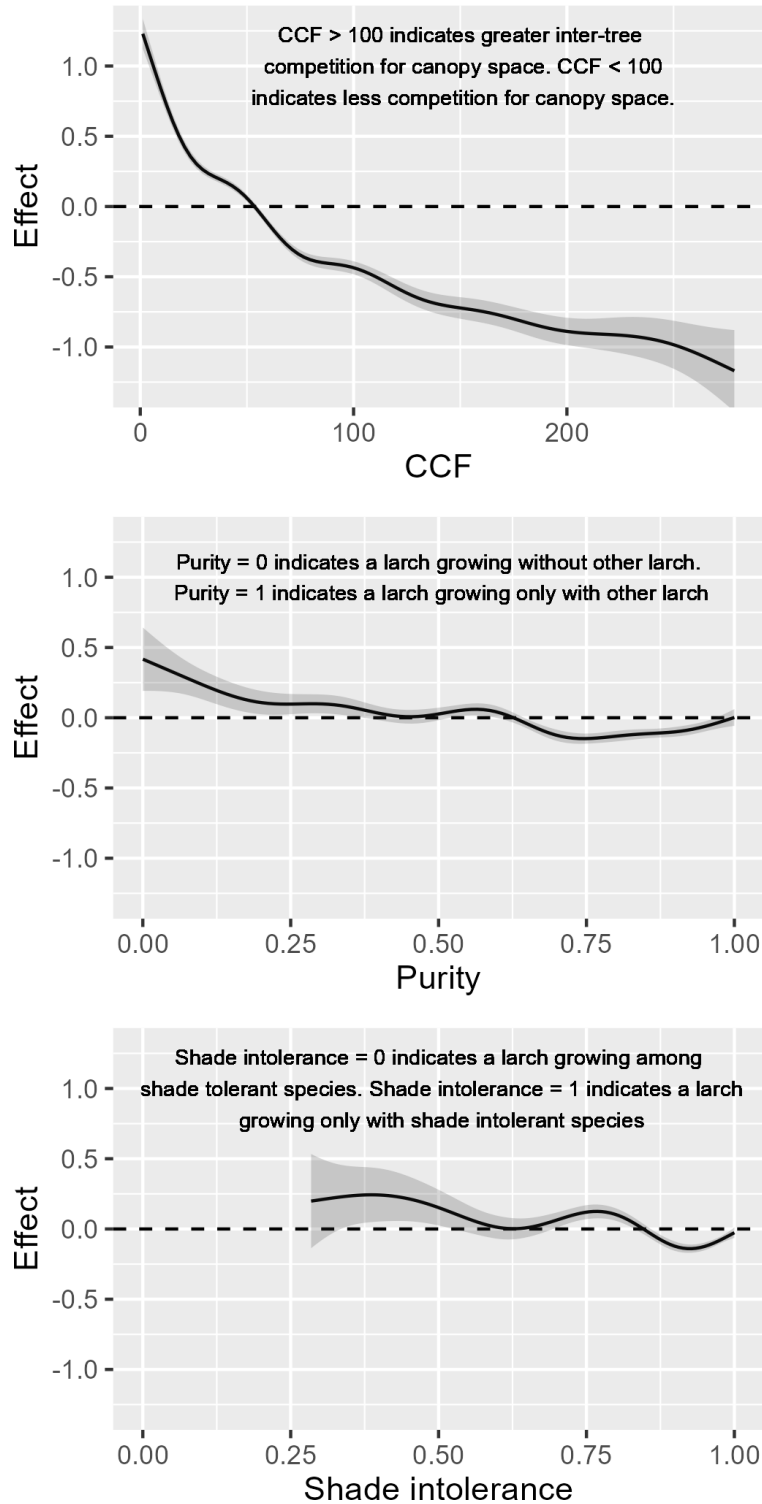 CCF > 100 indicates greater inter-tree
competition for canopy space. CCF < 100
indicates less competition for canopy space.
1.0
0.5
0.0
-0.5
-1.0
Effect
0 100 200
CCF
Purity = 0 indicates a larch growing without other larch.
Purity = 1 indicates a larch growing only with other larch
1.0
0.5
0.0
-0.5
-1.0
Effect
0.00 0.25 0.50 0.75 1.00
Purity
Shade intolerance = 0 indicates a larch growing among
shade tolerant species. Shade intolerance = 1 indicates a larch
growing only with shade intolerant species
1.0
0.5
0.0
-0.5
-1.0
Effect
0.00 0.25 0.50 0.75 1.00
Shade intolerance